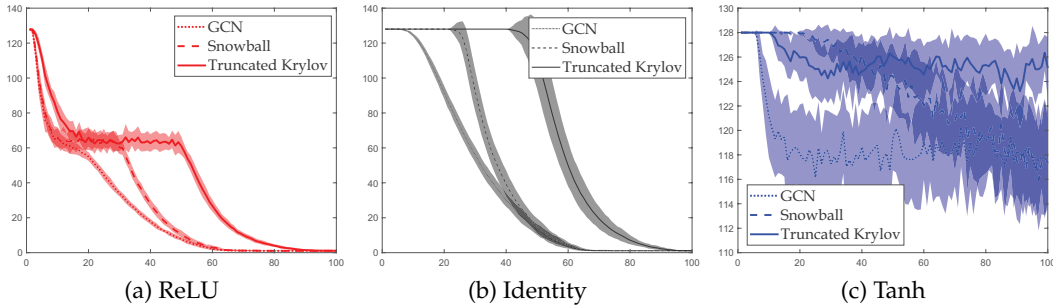 140
120
100
80
60
40
20
0
0 20 40 60 80 100
GCN
Snowball
Truncated Krylov
(a) ReLU
140
120
100
80
60
40
20
0
0 20 40 60 80 100
GCN
Snowball
Truncated Krylov
(b) Identity
130
128
126
124
122
120
118
116
114
112
110
0 20 40 60 80 100
GCN
Snowball
Truncated Krylov
(c) Tanh